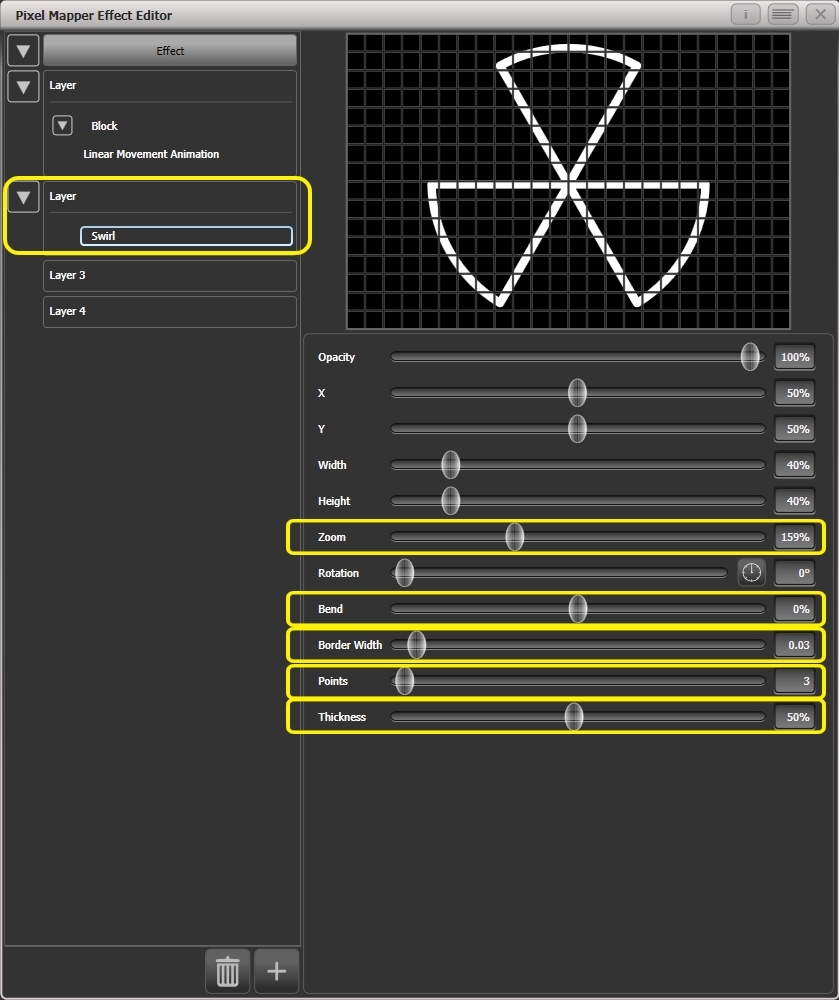 Pixel Mapper Effect Editor
i
Effect
Layer
Block
Linear Movement Animation
Layer
Swirl
Layer 3
Layer 4
Opacity 100%
X 50%
Y 50%
Width 40%
Height 40%
Zoom 159%
Rotation 0°
Bend 0%
Border Width 0.03
Points 3
Thickness 50%